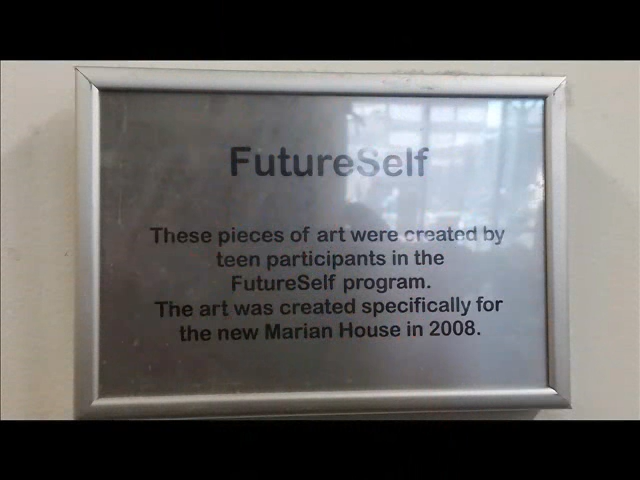 FutureSelf
These pieces of art were created by
teen participants in the
FutureSelf program.
The art was created specifically for
the new Marian House in 2008.